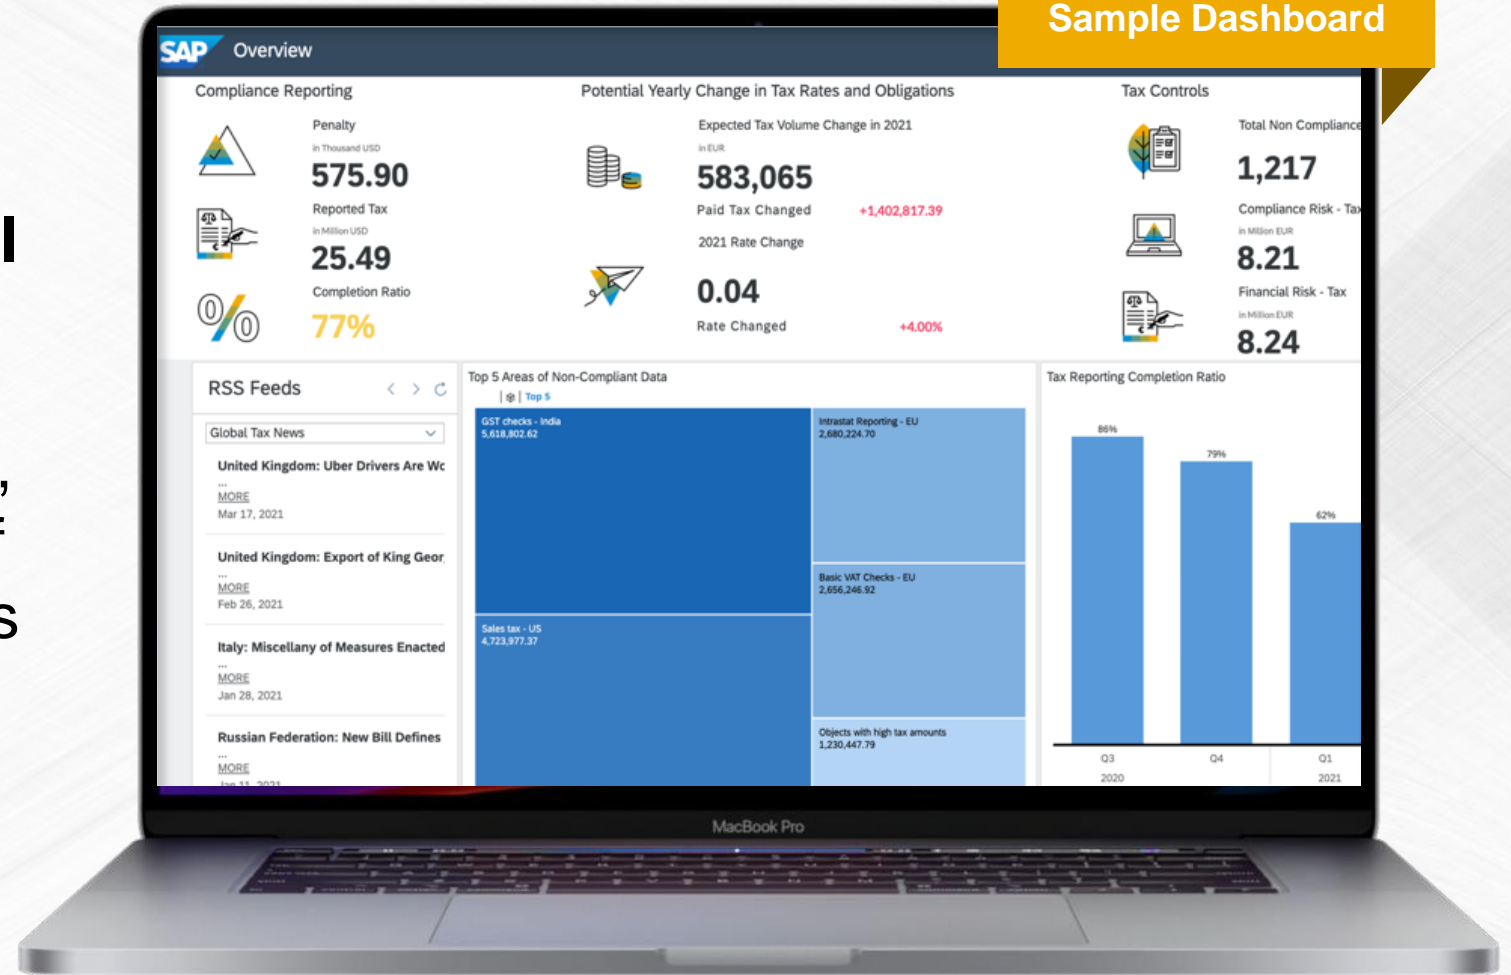 Sample Dashboard
SAP Overview
Compliance Reporting
Penalty
in Thousand USD
575.90
Reported Tax
in Million USD
25.49
Completion Ratio
77%
Potential Yearly Change in Tax Rates and Obligations
Expected Tax Volume Change in 2021
in EUR
583,065
Paid Tax Changed +1,402,817.39
2021 Rate Change
0.04
Rate Changed +4.00%
Tax Controls
Total Non Compliance
1,217
Compliance Risk - Tax
in Million EUR
8.21
Financial Risk - Tax
in Million EUR
8.24
RSS Feeds
Global Tax News
United Kingdom: Uber Drivers Are Wo
...
MORE
Mar 17, 2021
United Kingdom: Export of King Geor
...
MORE
Feb 26, 2021
Italy: Miscellany of Measures Enacted
...
MORE
Jan 28, 2021
Russian Federation: New Bill Defines
...
MORE
Jan 11, 2021
Top 5 Areas of Non-Compliant Data
Top 5
GST checks - India
5,618,802.62
Sales tax - US
4,723,977.37
Intrastat Reporting - EU
2,680,224.70
Basic VAT Checks - EU
2,656,246.92
Objects with high tax amounts
1,230,447.79
Tax Reporting Completion Ratio
86%
79%
62%
Q3 Q4 Q1
2020 2021
MacBook Pro